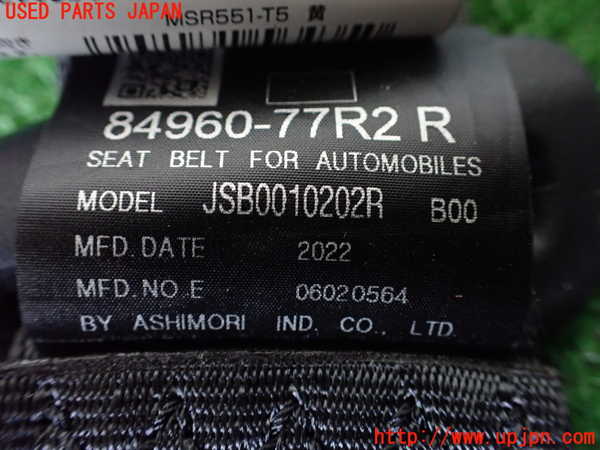 USED PARTS JAPAN
MSR551-T5 黄
84960-77R2 R
SEAT BELT FOR AUTOMOBILES
MODEL JSB0010202R B00
MFD. DATE 2022
MFD. NO. E 06020564
BY ASHIMORI IND. CO., LTD.
http://www.upjpn.com/